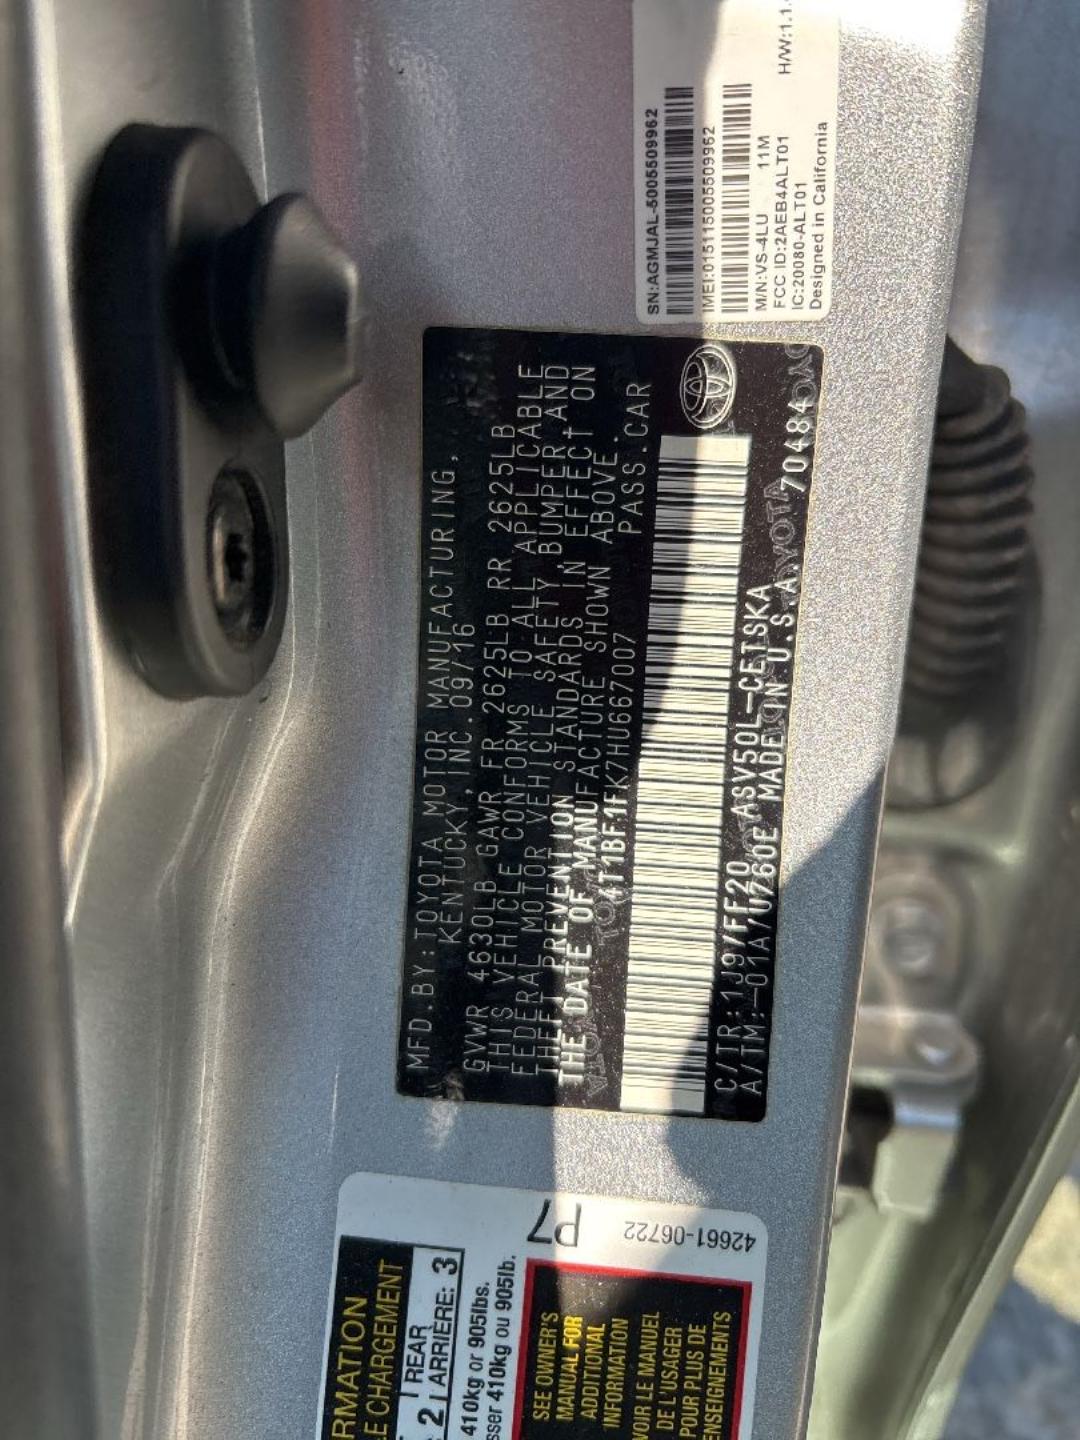 SN:AGMJAL-5005509962
IMEI:015115005509962
M/N:VS-4LU 11M
FCC ID:2AEB4ALT01 H/W:1.1.
IC:20080-ALT01
Designed in California
MFD.BY:TOYOTA MOTOR MANUFACTURING,
KENTUCKY,INC.09/16
GVWR 4630LB GAWR FR 2625LB RR 2625LB
THIS VEHICLE CONFORMS TO ALL APPLICABLE
FEDERAL MOTOR VEHICLE SAFETY,BUMPER,AND
THEFT PREVENTION STANDARDS IN EFFECT ON
THE DATE OF MANUFACTURE SHOWN ABOVE.
4T1BF1FK7HU667007 PASS.CAR
C/TR:1J9/FF20 ASV50L-CETSKA
A/TM:-01A/U760E MADE IN U.S.A. 70484
TOYOTA
P7
42661-06722
RMATION
E CHARGEMENT
2 REAR
ARRIÈRE: 3
410kg or 905lbs.
sser 410kg ou 905lb.
SEE OWNER'S
MANUAL FOR
ADDITIONAL
INFORMATION
VOIR LE MANUEL
DE L'USAGER
POUR PLUS DE
ENSEIGNEMENTS